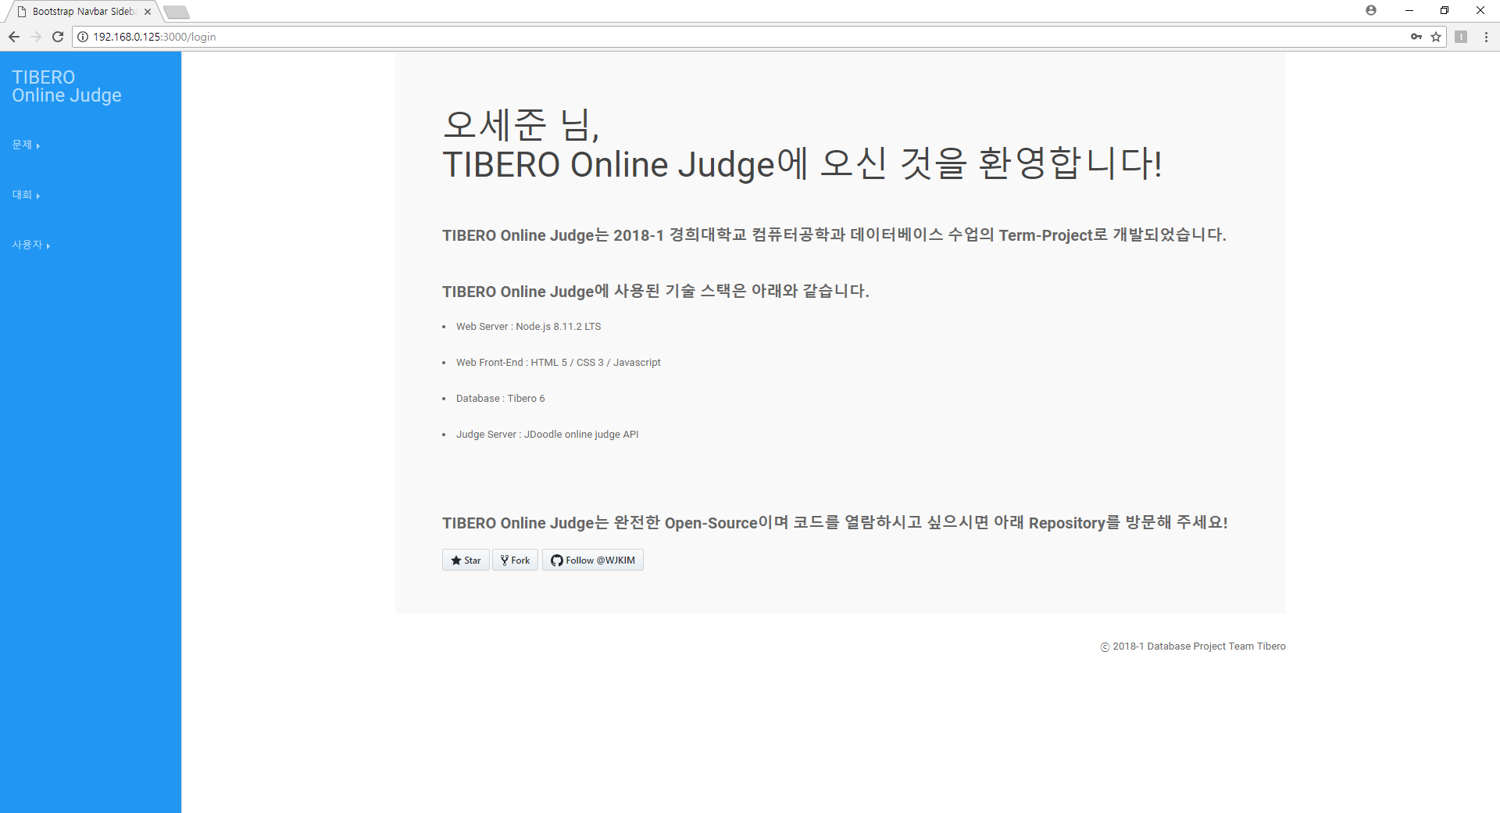 Bootstrap Navbar Sideb
192.168.0.125:3000/login
TIBERO
Online Judge
문제
대회
사용자
오세준 님,
TIBERO Online Judge에 오신 것을 환영합니다!
TIBERO Online Judge는 2018-1 경희대학교 컴퓨터공학과 데이터베이스 수업의 Term-Project로 개발되었습니다.
TIBERO Online Judge에 사용된 기술 스택은 아래와 같습니다.
• Web Server : Node.js 8.11.2 LTS
• Web Front-End : HTML 5 / CSS 3 / Javascript
• Database : Tibero 6
• Judge Server : JDoodle online judge API
TIBERO Online Judge는 완전한 Open-Source이며 코드를 열람하시고 싶으시면 아래 Repository를 방문해 주세요!
Star Fork Follow @WJKIM
ⓒ 2018-1 Database Project Team Tibero